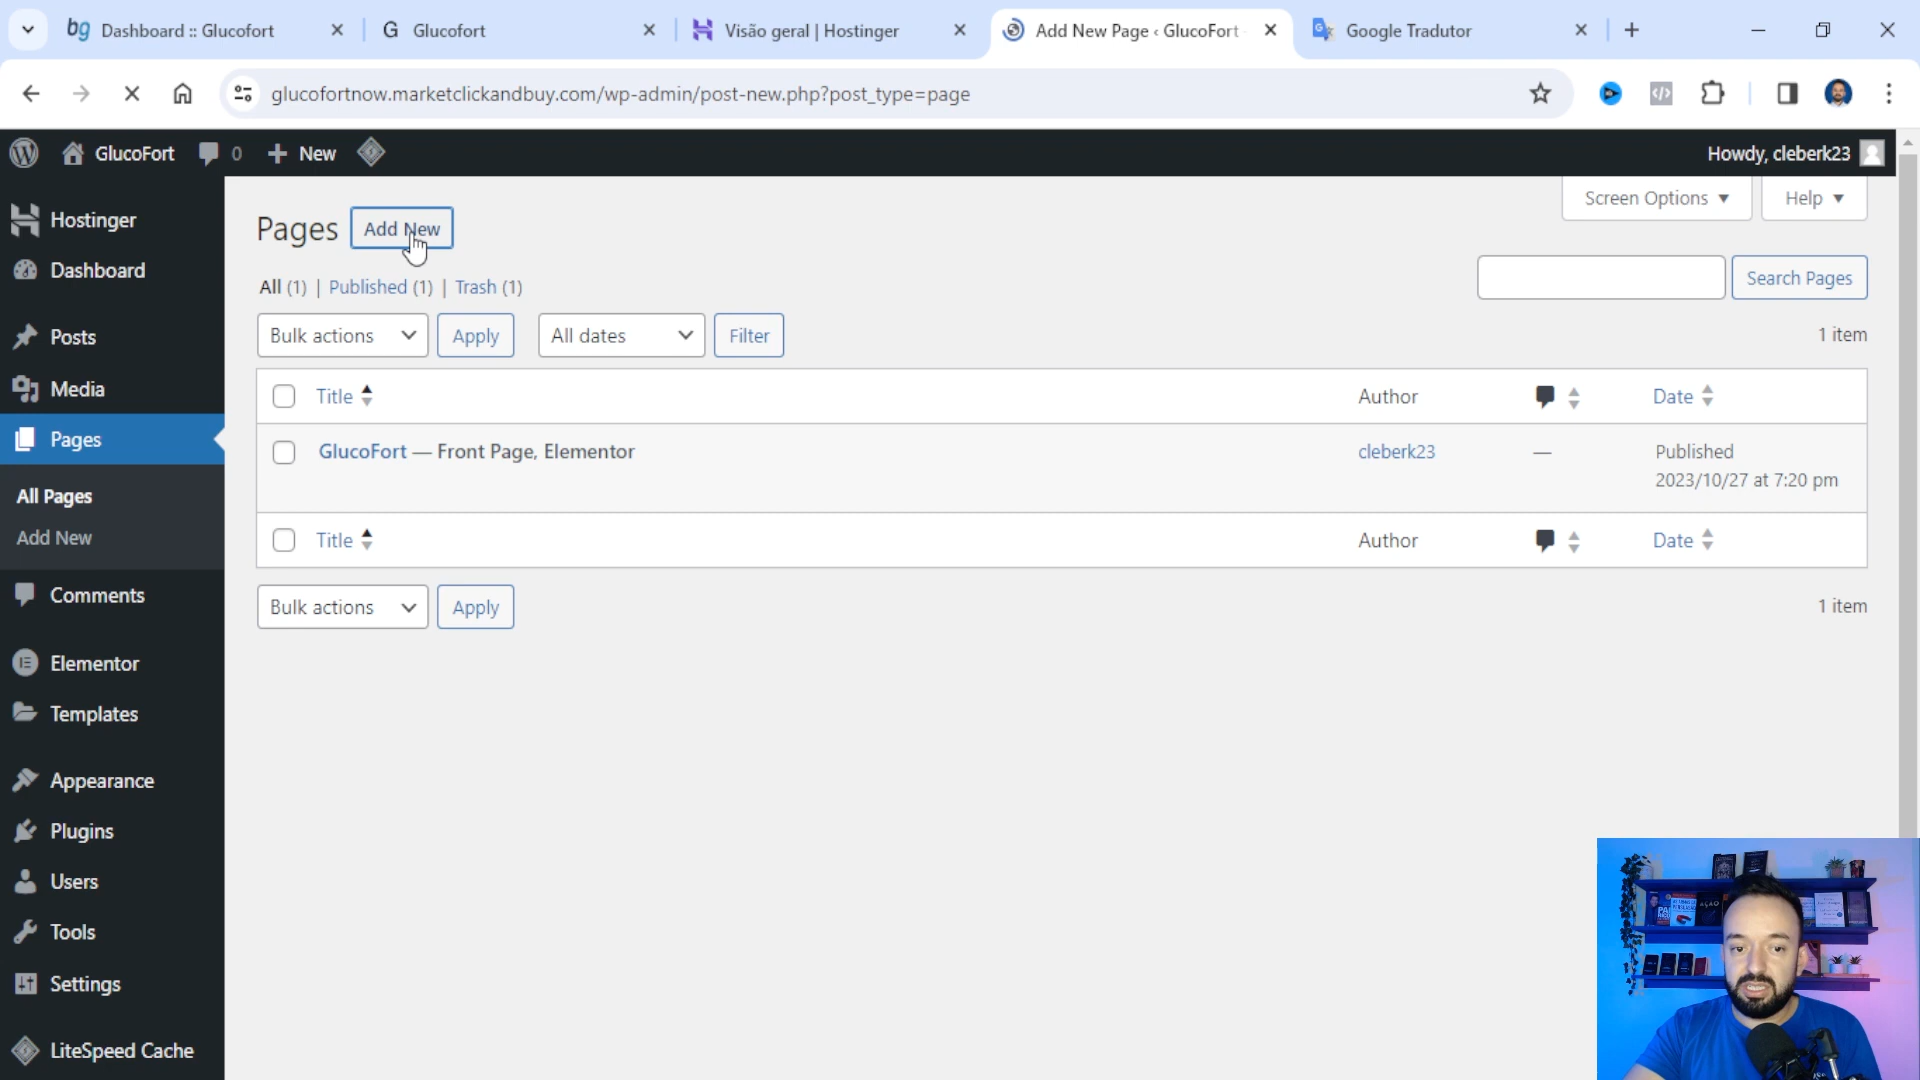 bg Dashboard :: Glucofort
G Glucofort
Visão geral | Hostinger
Add New Page ‹ GlucoFort
Google Tradutor
glucofortnow.marketclickandbuy.com/wp-admin/post-new.php?post_type=page
GlucoFort
0
New
Howdy, cleberk23
Hostinger
Dashboard
Posts
Media
Pages
All Pages
Add New
Comments
Elementor
Templates
Appearance
Plugins
Users
Tools
Settings
LiteSpeed Cache
Screen Options
Help
Pages
Add New
All (1) | Published (1) | Trash (1)
Search Pages
Bulk actions
Apply
All dates
Filter
1 item
Title
Author
Date
GlucoFort — Front Page, Elementor
cleberk23
—
Published
2023/10/27 at 7:20 pm
Title
Author
Date
Bulk actions
Apply
1 item